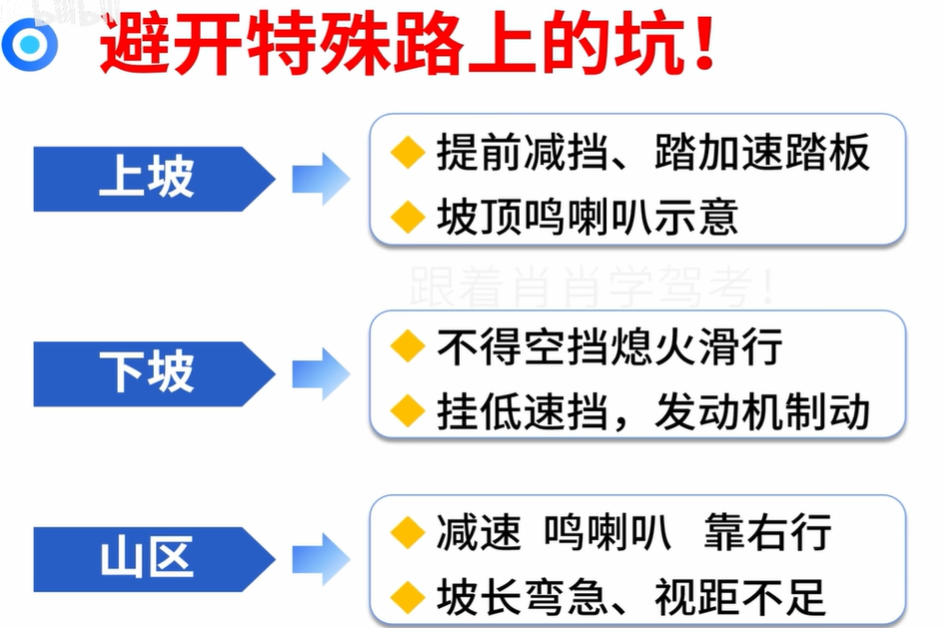 避开特殊路上的坑！
上坡
提前减挡、踏加速踏板
坡顶鸣喇叭示意
跟着肖肖学驾考！
下坡
不得空挡熄火滑行
挂低速挡，发动机制动
山区
减速 鸣喇叭 靠右行
坡长弯急、视距不足